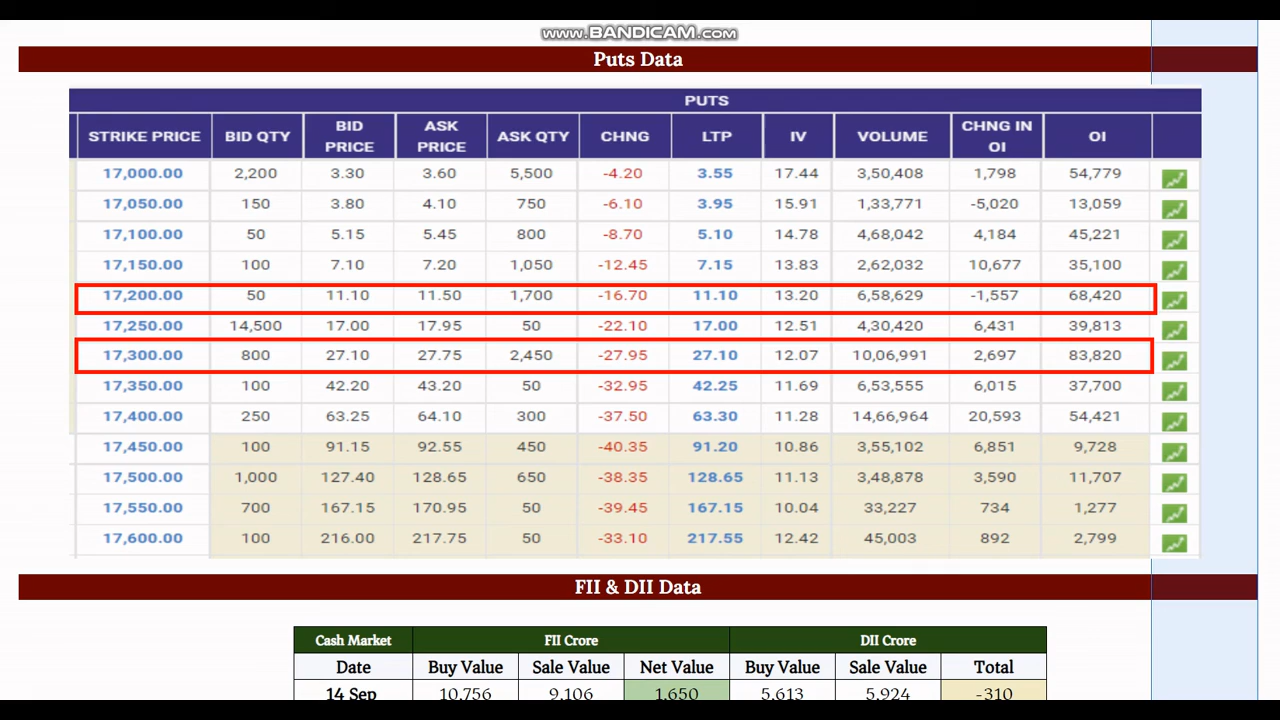 www.BANDICAM.com
Puts Data
PUTS
STRIKE PRICE BID QTY BID PRICE ASK PRICE ASK QTY CHNG LTP IV VOLUME CHNG IN OI OI
17,000.00 2,200 3.30 3.60 5,500 -4.20 3.55 17.44 3,50,408 1,798 54,779
17,050.00 150 3.80 4.10 750 -6.10 3.95 15.91 1,33,771 -5,020 13,059
17,100.00 50 5.15 5.45 800 -8.70 5.10 14.78 4,68,042 4,184 45,221
17,150.00 100 7.10 7.20 1,050 -12.45 7.15 13.83 2,62,032 10,677 35,100
17,200.00 50 11.10 11.50 1,700 -16.70 11.10 13.20 6,58,629 -1,557 68,420
17,250.00 14,500 17.00 17.95 50 -22.10 17.00 12.51 4,30,420 6,431 39,813
17,300.00 800 27.10 27.75 2,450 -27.95 27.10 12.07 10,06,991 2,697 83,820
17,350.00 100 42.20 43.20 50 -32.95 42.25 11.69 6,53,555 6,015 37,700
17,400.00 250 63.25 64.10 300 -37.50 63.30 11.28 14,66,964 20,593 54,421
17,450.00 100 91.15 92.55 450 -40.35 91.20 10.86 3,55,102 6,851 9,728
17,500.00 1,000 127.40 128.65 650 -38.35 128.65 11.13 3,48,878 3,590 11,707
17,550.00 700 167.15 170.95 50 -39.45 167.15 10.04 33,227 734 1,277
17,600.00 100 216.00 217.75 50 -33.10 217.55 12.42 45,003 892 2,799
FII & DII Data
Cash Market FII Crore DII Crore
Date Buy Value Sale Value Net Value Buy Value Sale Value Total
14 Sep 10,756 9,106 1,650 5,613 5,924 -310